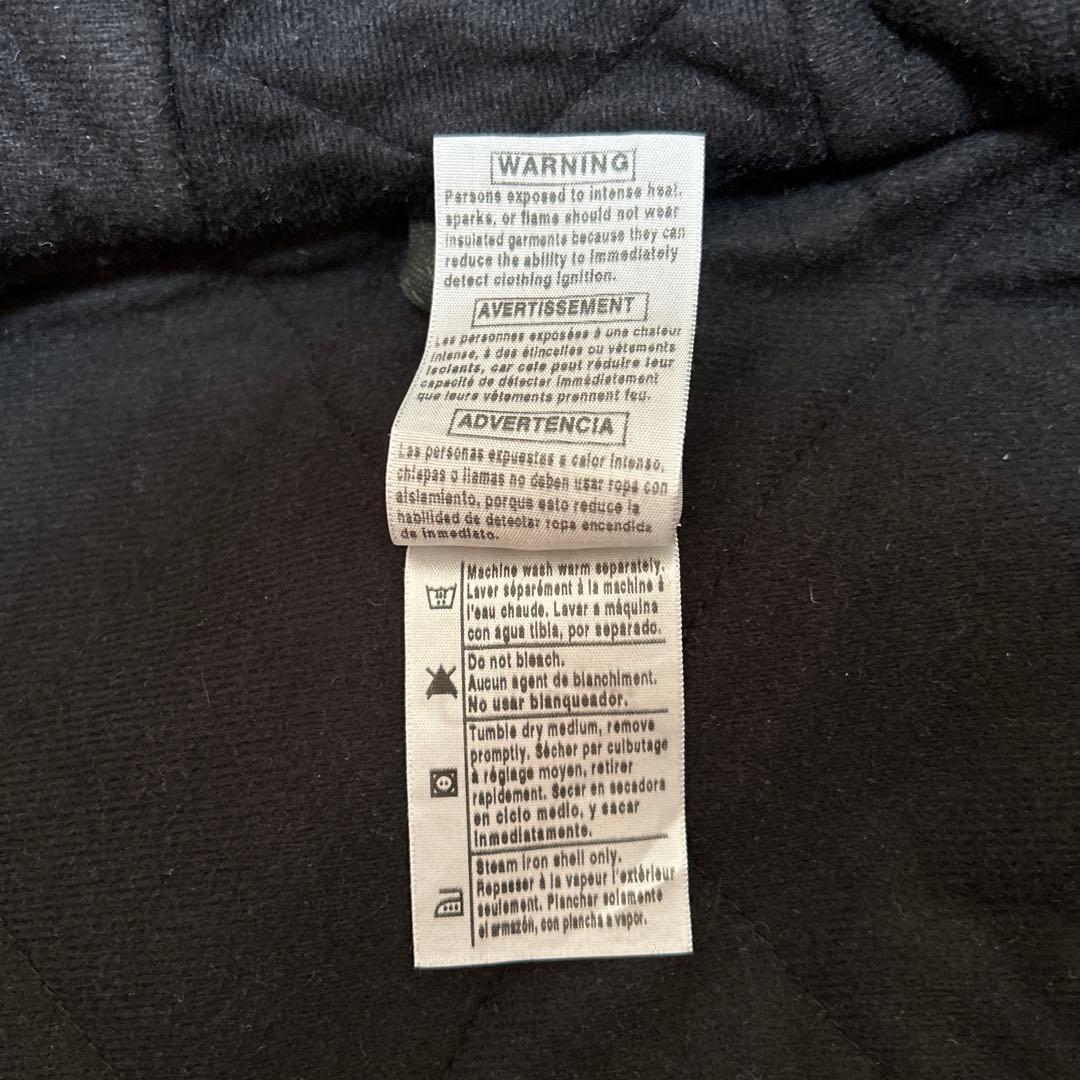 WARNING
Persons exposed to intense heat,
sparks, or flame should not wear
insulated garments because they can
reduce the ability to immediately
detect clothing ignition.
AVERTISSEMENT
Les personnes exposées à une chaleur
intense, à des étincelles ou vêtements
isolants, car cele peut réduire leur
capacité de détecter immédiatement
que leurs vêtements prennent feu.
ADVERTENCIA
Las personas expuestas a calor intenso,
chispas o llamas no deben usar ropa con
aislamiento, porque esto reduce la
habilidad de detectar ropa encendida
de inmediato.
Machine wash warm separately.
Laver séparément à la machine à
l'eau chaude. Lavar a máquina
con agua tibia, por separado.
Do not bleach.
Aucun agent de blanchiment.
No usar blanqueador.
Tumble dry medium, remove
promptly. Sècher par culbutage
à réglage moyen, retirer
rapidement. Secar en secadora
en ciclo medio, y sacar
inmediatamente.
Steam iron shell only.
Repasser à la vapeur l'extérieur
seulement. Planchar solamente
el armazón, con plancha a vapor.